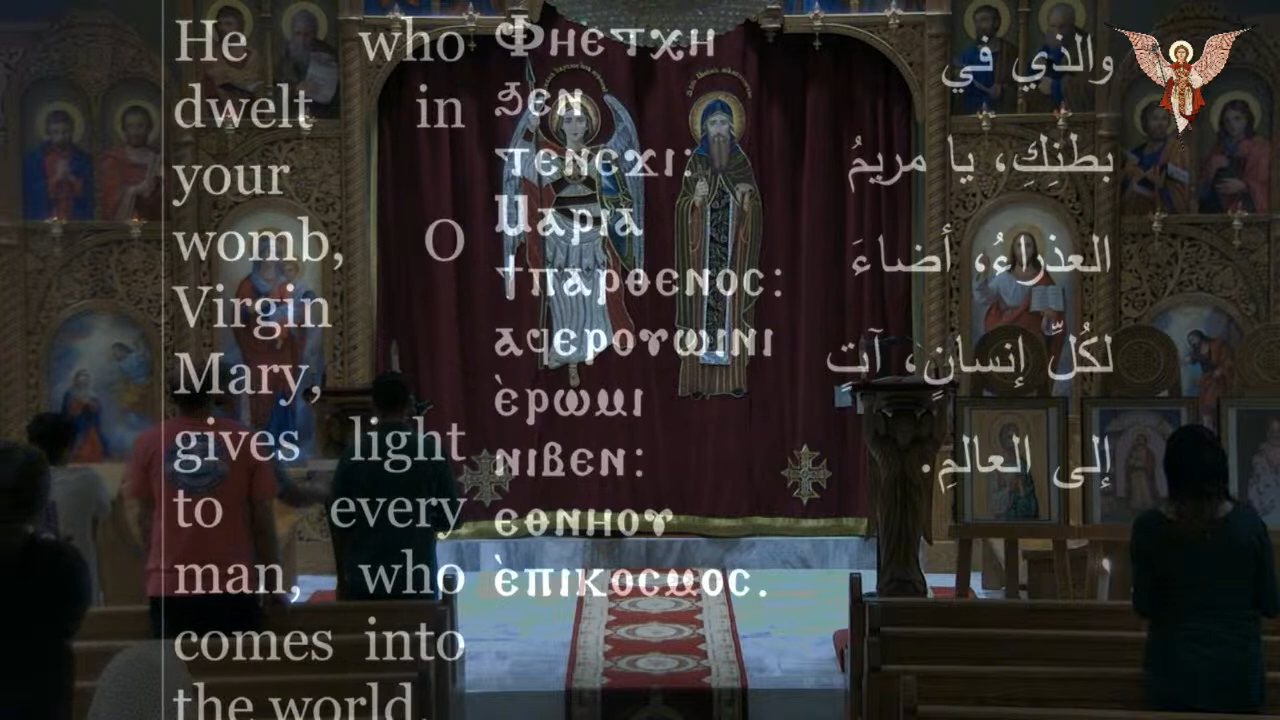 He who
dwelt in
your
womb, O
Virgin
Mary,
gives light
to every
man, who
comes into
the world.
Ⲫⲏⲉⲧⲭⲏ
ϧⲉⲛ
ⲧⲉⲛⲉϫⲓ:
Ⲙⲁⲣⲓⲁ
ϯⲡⲁⲣⲑⲉⲛⲟⲥ:
ⲁϥⲉⲣⲟⲩⲱⲓⲛⲓ
ⲉ̀ⲣⲱⲙⲓ
ⲛⲓⲃⲉⲛ:
ⲉⲑⲛⲏⲟⲩ
ⲉ̀ⲡⲓⲕⲟⲥⲙⲟⲥ.
والذي في
بطنِكِ، يا مريمُ
العذراءُ، أضاءَ
لكُلِّ إنسانٍ، آتٍ
إلى العالمِ.